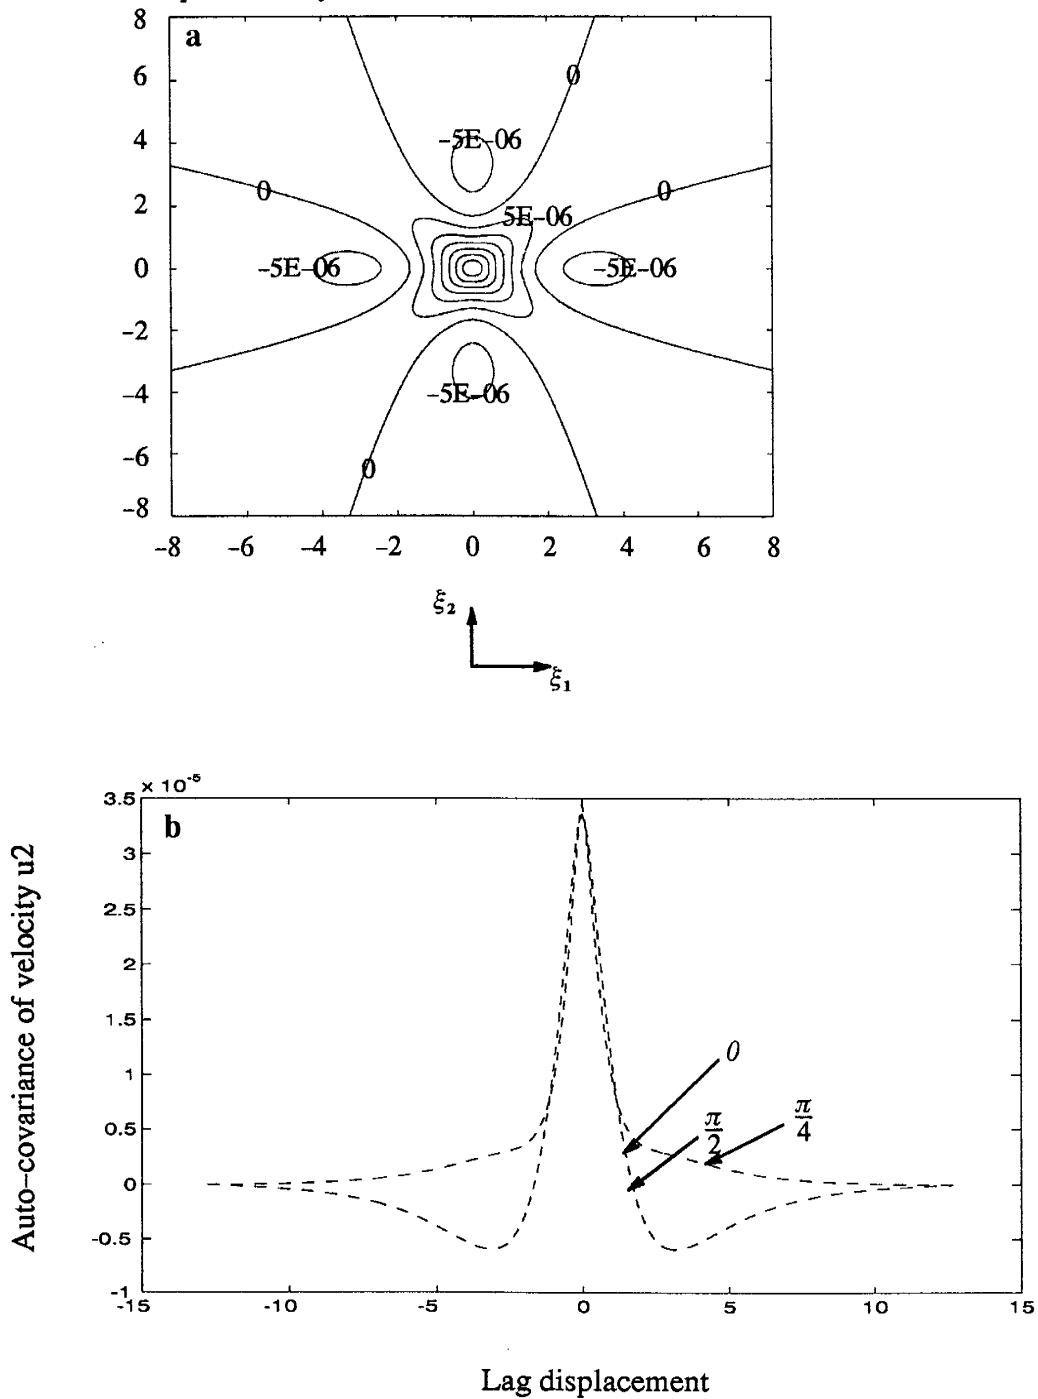 8
a
6
0
4
-5E-06
2
0
0
5E-06
0
-5E-06
-5E-06
-2
-4
-5E-06
-6
0
-8
-8 -6 -4 -2 0 2 4 6 8
ξ2
ξ1
× 10-5
3.5
b
3
2.5
2
1.5
1
0
0.5
π/2
π/4
0
-0.5
-1
-15 -10 -5 0 5 10 15
Auto-covariance of velocity u2
Lag displacement